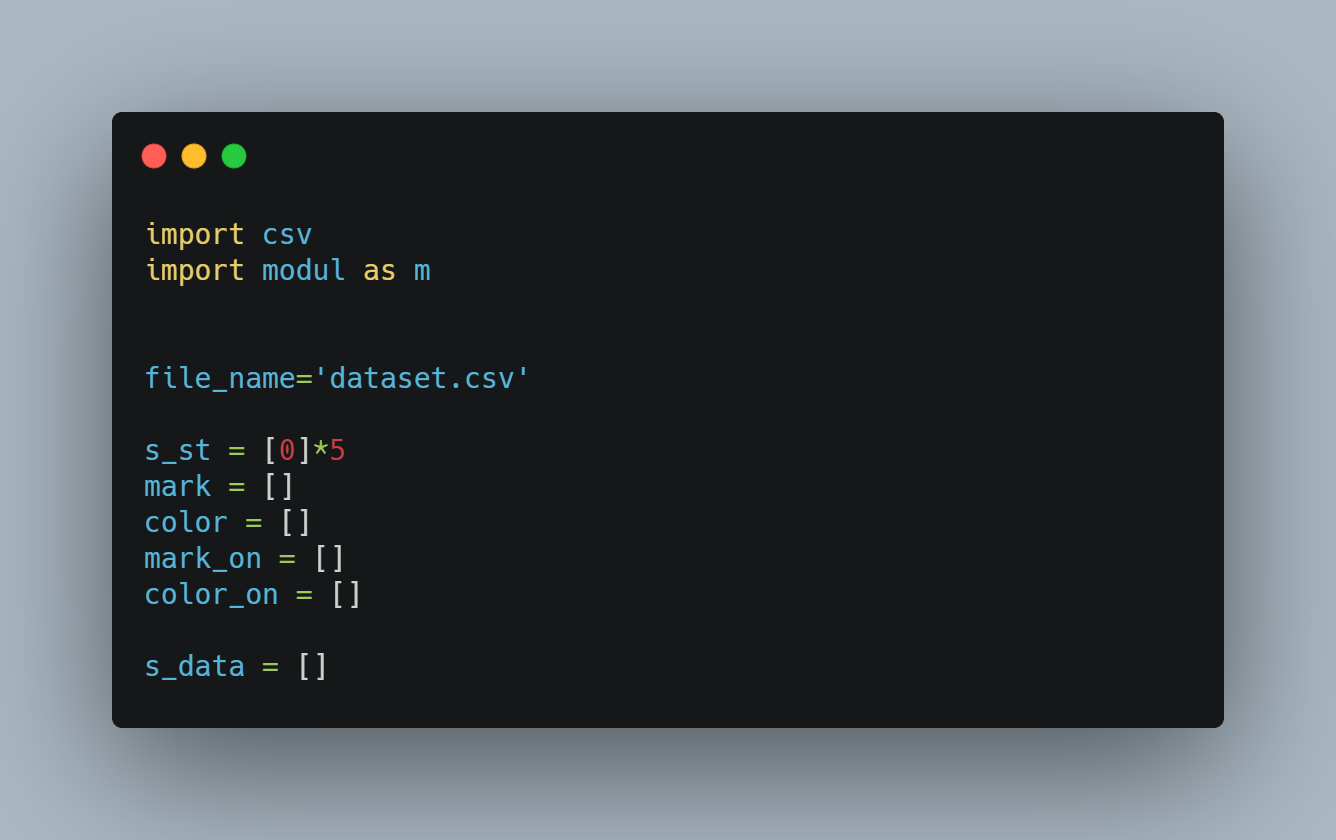 import csv
import modul as m
file_name='dataset.csv'
s_st = [0]*5
mark = []
color = []
mark_on = []
color_on = []
s_data = []